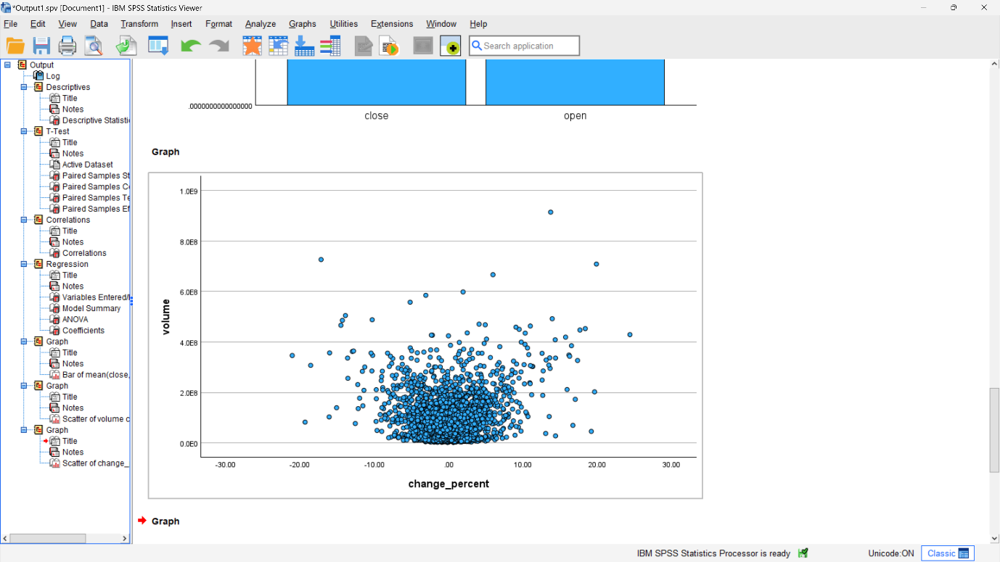 *Output1.spv [Document1] - IBM SPSS Statistics Viewer
File Edit View Data Transform Insert Format Analyze Graphs Utilities Extensions Window Help
Search application
Output
Log
Descriptives
Title
Notes
Descriptive Statisti
T-Test
Title
Notes
Active Dataset
Paired Samples St
Paired Samples C
Paired Samples Te
Paired Samples Ef
Correlations
Title
Notes
Correlations
Regression
Title
Notes
Variables Entered/
Model Summary
ANOVA
Coefficients
Graph
Title
Notes
Bar of mean(close,
Graph
Title
Notes
Scatter of volume c
Graph
Title
Notes
Scatter of change_
.0000000000000000
close open
Graph
1.0E9
8.0E8
6.0E8
4.0E8
2.0E8
0.0E0
volume
-30.00 -20.00 -10.00 .00 10.00 20.00 30.00
change_percent
Graph
IBM SPSS Statistics Processor is ready Unicode:ON Classic